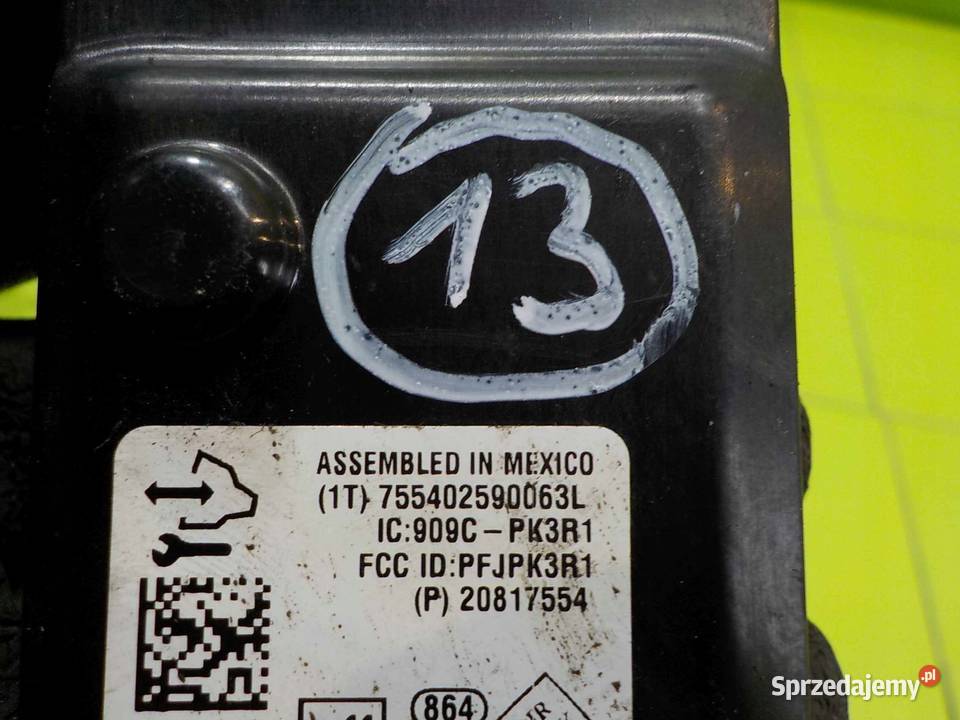 13
ASSEMBLED IN MEXICO
(1T) 755402590063L
IC:909C-PK3R1
FCC ID:PFJPK3R1
(P) 20817554
864
Sprzedajemy.pl